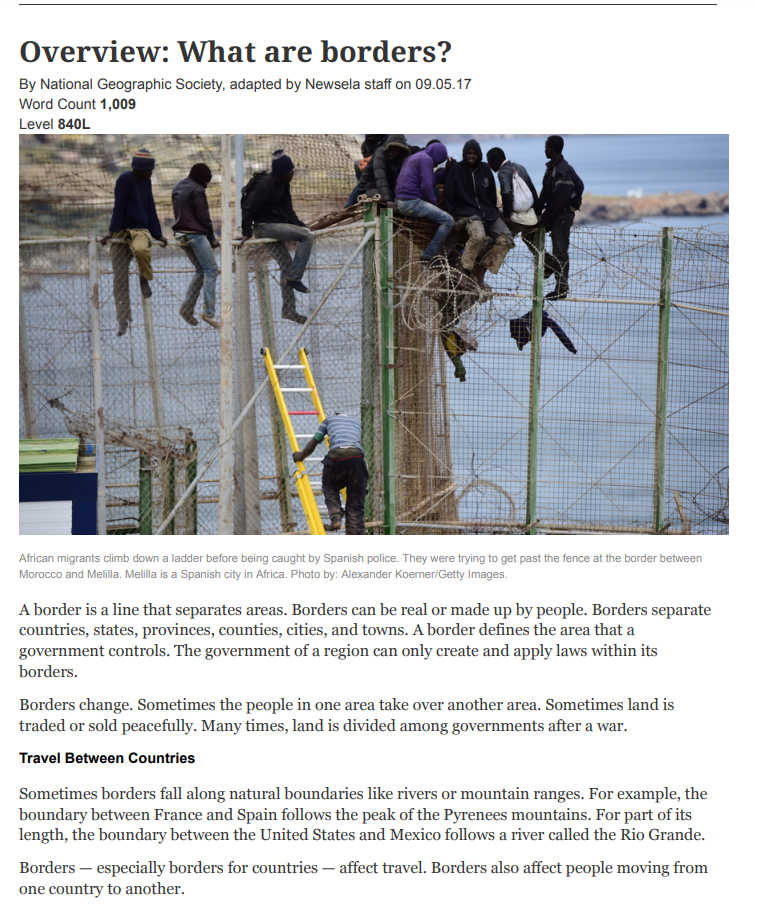 Overview: What are borders?
By National Geographic Society, adapted by Newsela staff on 09.05.17
Word Count 1,009
Level 840L
African migrants climb down a ladder before being caught by Spanish police. They were trying to get past the fence at the border between
Morocco and Melilla. Melilla is a Spanish city in Africa. Photo by: Alexander Koerner/Getty Images.
A border is a line that separates areas. Borders can be real or made up by people. Borders separate
countries, states, provinces, counties, cities, and towns. A border defines the area that a
government controls. The government of a region can only create and apply laws within its
borders.
Borders change. Sometimes the people in one area take over another area. Sometimes land is
traded or sold peacefully. Many times, land is divided among governments after a war.
Travel Between Countries
Sometimes borders fall along natural boundaries like rivers or mountain ranges. For example, the
boundary between France and Spain follows the peak of the Pyrenees mountains. For part of its
length, the boundary between the United States and Mexico follows a river called the Rio Grande.
Borders — especially borders for countries — affect travel. Borders also affect people moving from
one country to another.